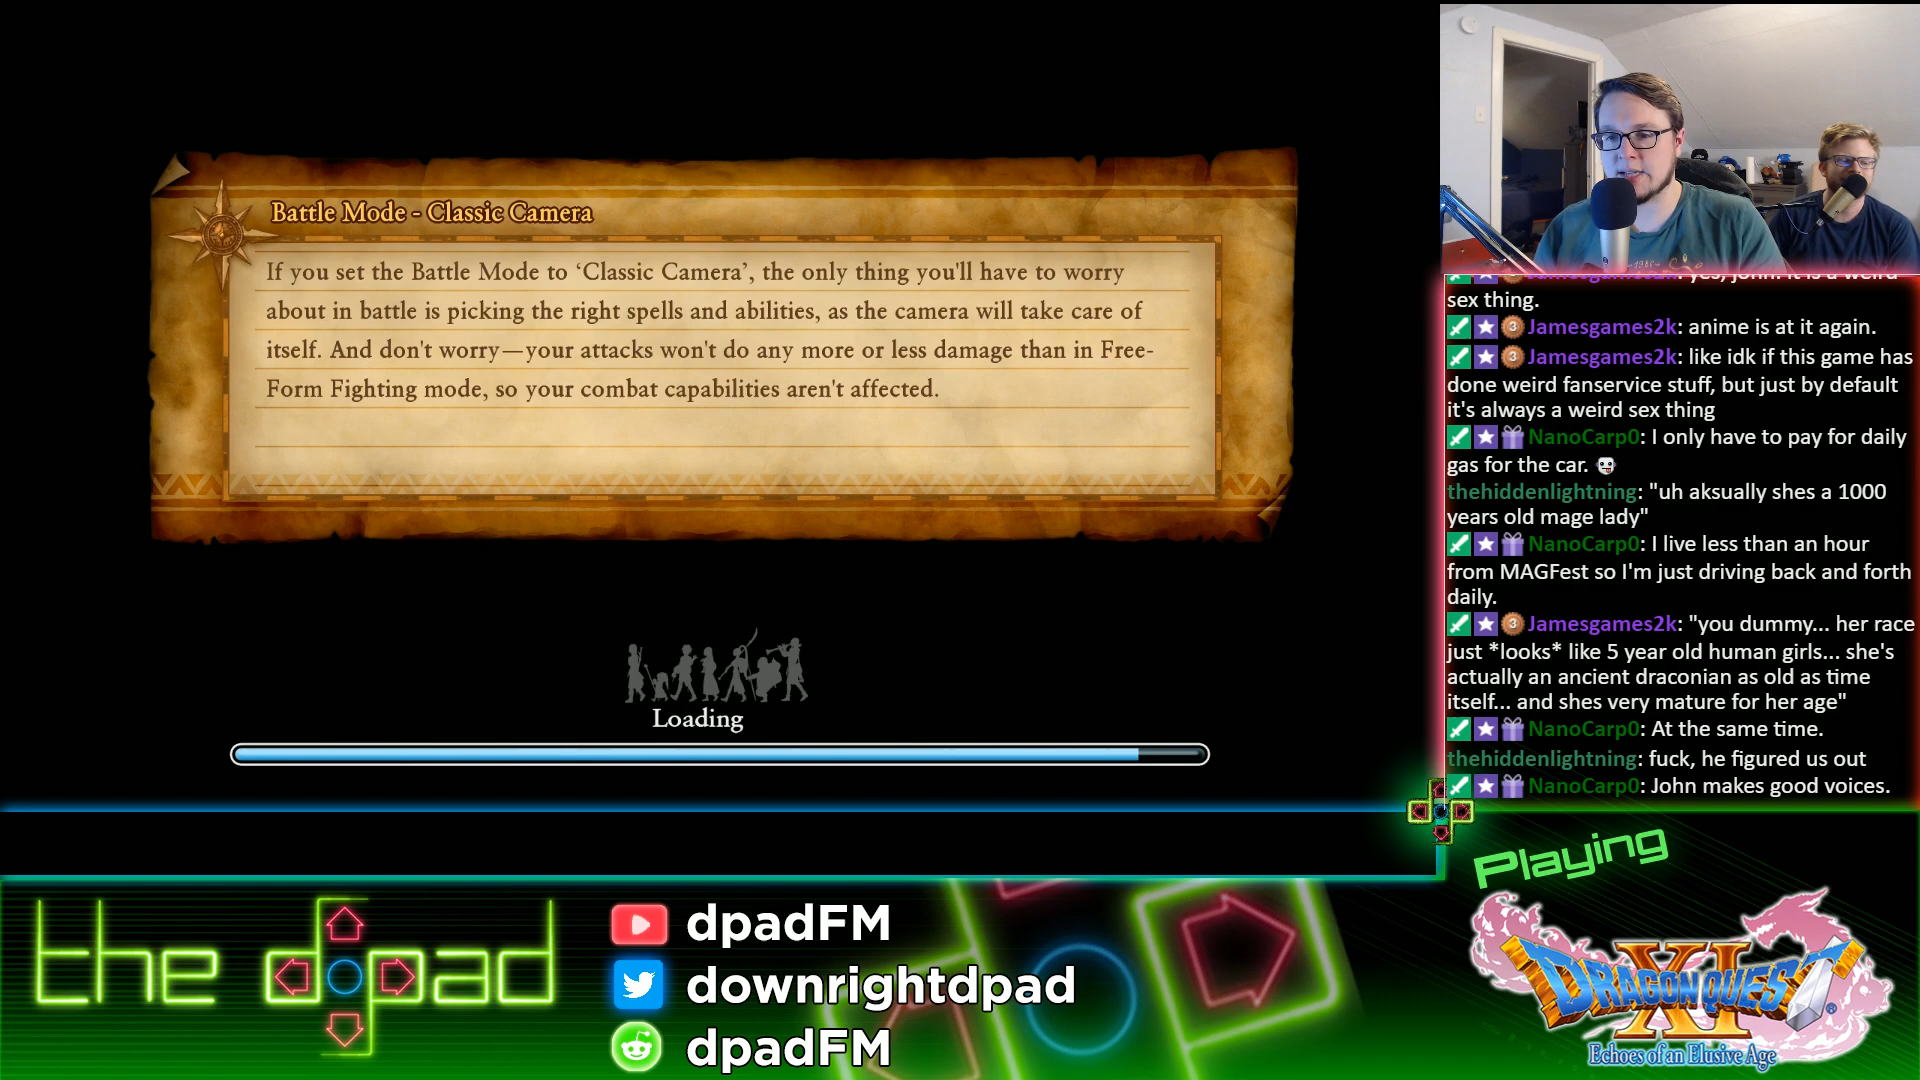 Battle Mode - Classic Camera
If you set the Battle Mode to ‘Classic Camera’, the only thing you'll have to worry
about in battle is picking the right spells and abilities, as the camera will take care of
itself. And don't worry—your attacks won't do any more or less damage than in Free-
Form Fighting mode, so your combat capabilities aren't affected.
Loading
Jamesgames2k: yes, john. it is a weird
sex thing.
3 Jamesgames2k: anime is at it again.
3 Jamesgames2k: like idk if this game has
done weird fanservice stuff, but just by default
it's always a weird sex thing
NanoCarp0: I only have to pay for daily
gas for the car.
thehiddenlightning: "uh aksually shes a 1000
years old mage lady"
NanoCarp0: I live less than an hour
from MAGFest so I'm just driving back and forth
daily.
3 Jamesgames2k: "you dummy... her race
just *looks* like 5 year old human girls... she's
actually an ancient draconian as old as time
itself... and shes very mature for her age"
NanoCarp0: At the same time.
thehiddenlightning: fuck, he figured us out
NanoCarp0: John makes good voices.
the dpad
dpadFM
downrightdpad
dpadFM
Playing
DRAGON QUEST
XI
Echoes of an Elusive Age